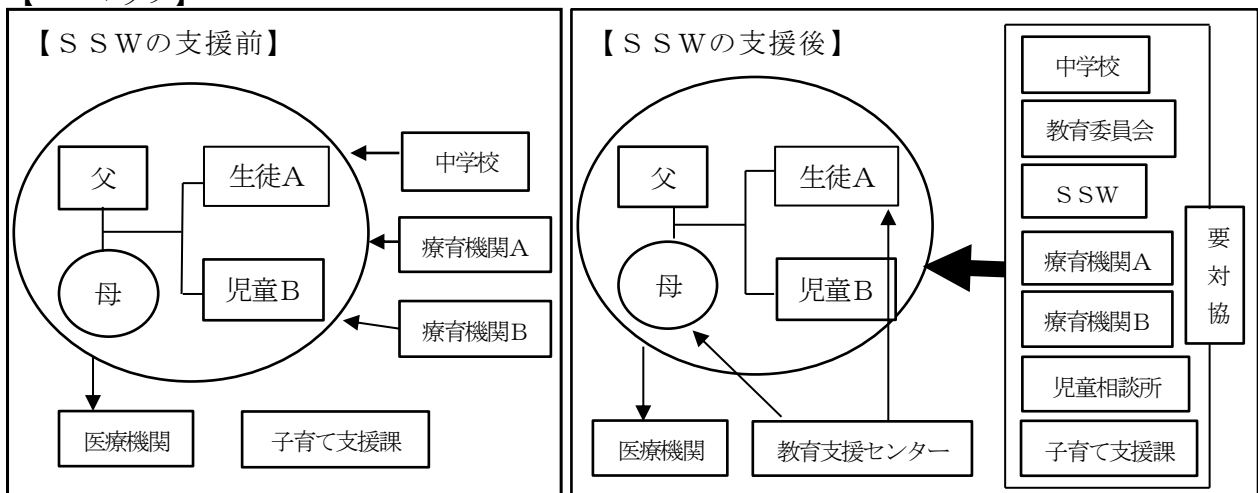 【ＳＳＷの支援前】
父
母
生徒Ａ
児童Ｂ
中学校
療育機関Ａ
療育機関Ｂ
医療機関
子育て支援課
【ＳＳＷの支援後】
父
母
生徒Ａ
児童Ｂ
医療機関
教育支援センター
中学校
教育委員会
ＳＳＷ
療育機関Ａ
療育機関Ｂ
児童相談所
子育て支援課
要対協